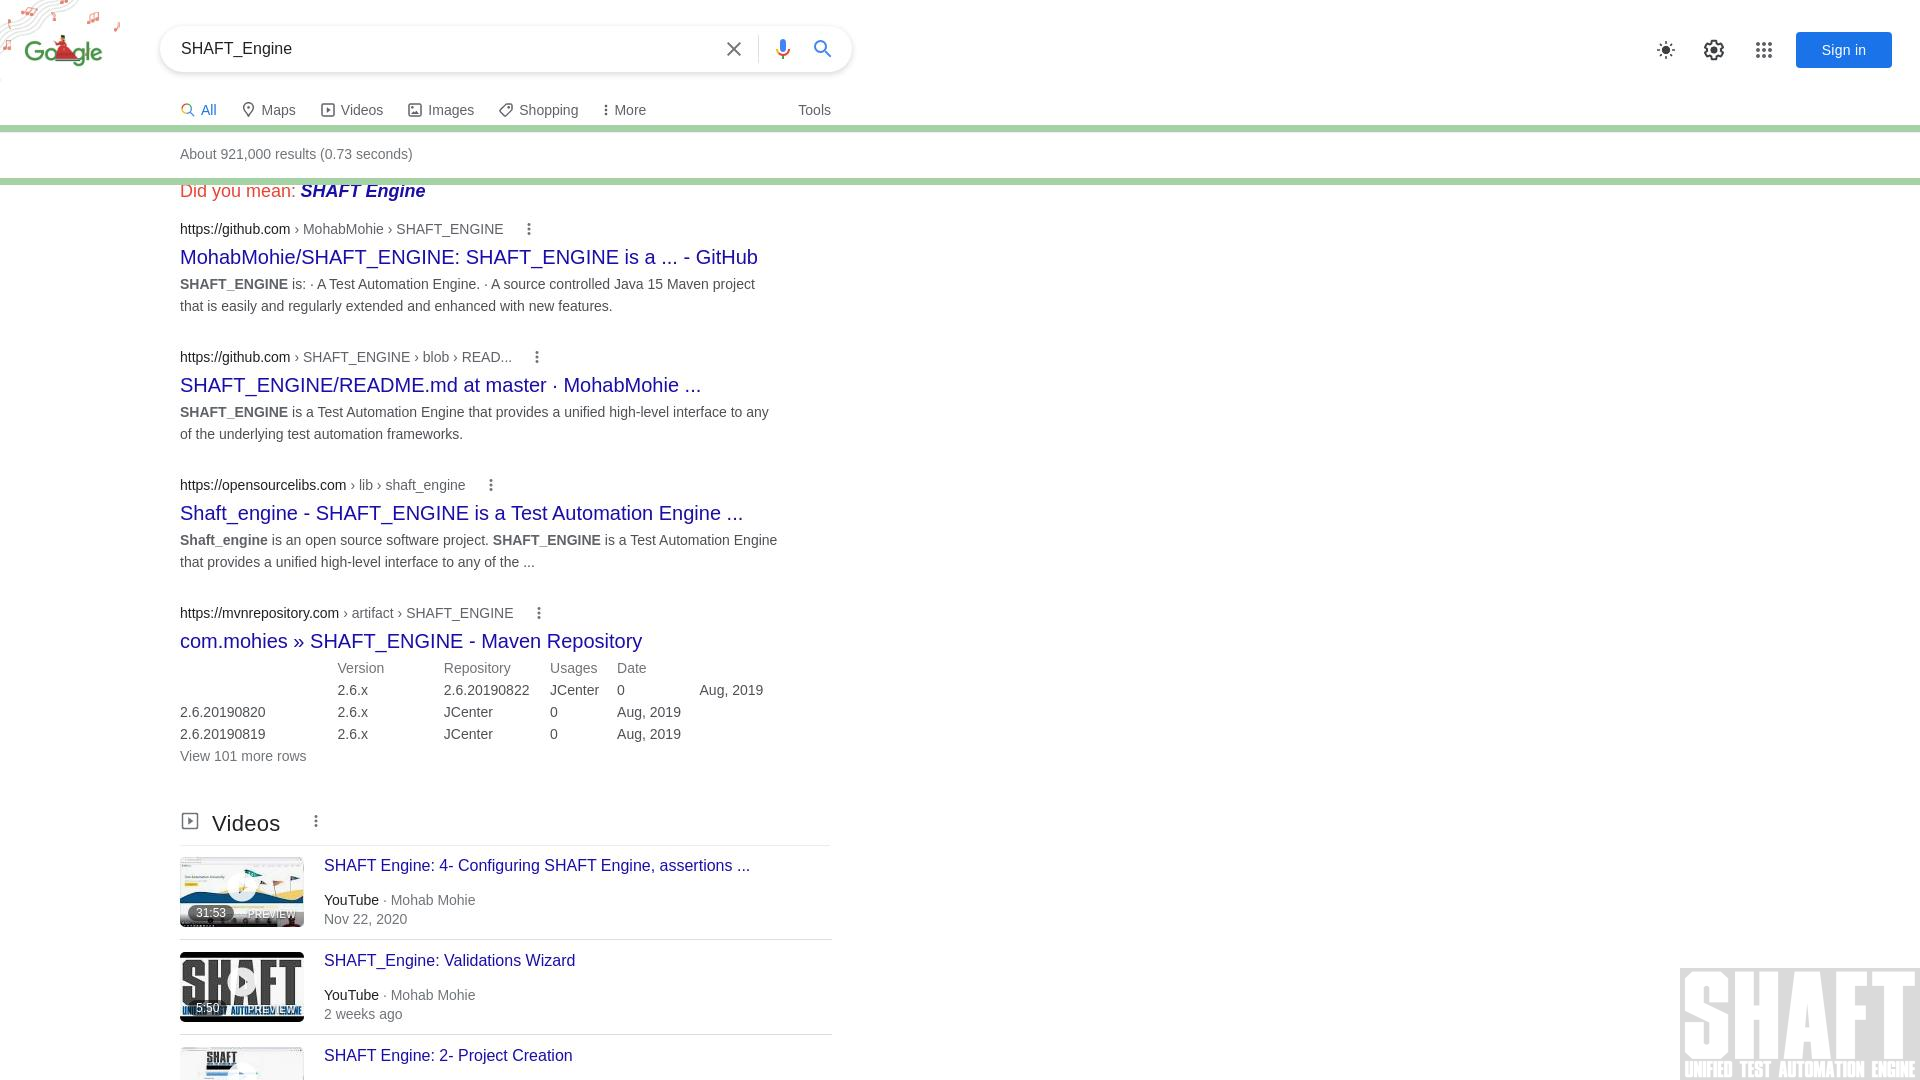 Google
SHAFT_Engine
Sign in
All
Maps
Videos
Images
Shopping
More
Tools
About 921,000 results (0.73 seconds)
Did you mean: SHAFT Engine
https://github.com › MohabMohie › SHAFT_ENGINE
MohabMohie/SHAFT_ENGINE: SHAFT_ENGINE is a ... - GitHub
SHAFT_ENGINE is: · A Test Automation Engine. · A source controlled Java 15 Maven project
that is easily and regularly extended and enhanced with new features.
https://github.com › SHAFT_ENGINE › blob › READ...
SHAFT_ENGINE/README.md at master · MohabMohie ...
SHAFT_ENGINE is a Test Automation Engine that provides a unified high-level interface to any
of the underlying test automation frameworks.
https://opensourcelibs.com › lib › shaft_engine
Shaft_engine - SHAFT_ENGINE is a Test Automation Engine ...
Shaft_engine is an open source software project. SHAFT_ENGINE is a Test Automation Engine
that provides a unified high-level interface to any of the ...
https://mvnrepository.com › artifact › SHAFT_ENGINE
com.mohies » SHAFT_ENGINE - Maven Repository
Version Repository Usages Date
2.6.x 2.6.20190822 JCenter 0 Aug, 2019
2.6.20190820 2.6.x JCenter 0 Aug, 2019
2.6.20190819 2.6.x JCenter 0 Aug, 2019
View 101 more rows
Videos
31:53 PREVIEW
SHAFT Engine: 4- Configuring SHAFT Engine, assertions ...
YouTube · Mohab Mohie
Nov 22, 2020
SHAFT
UNIFIED TEST AUTOMATION ENGINE
5:50 PREVIEW
SHAFT_Engine: Validations Wizard
YouTube · Mohab Mohie
2 weeks ago
SHAFT
SHAFT Engine: 2- Project Creation
SHAFT
UNIFIED TEST AUTOMATION ENGINE